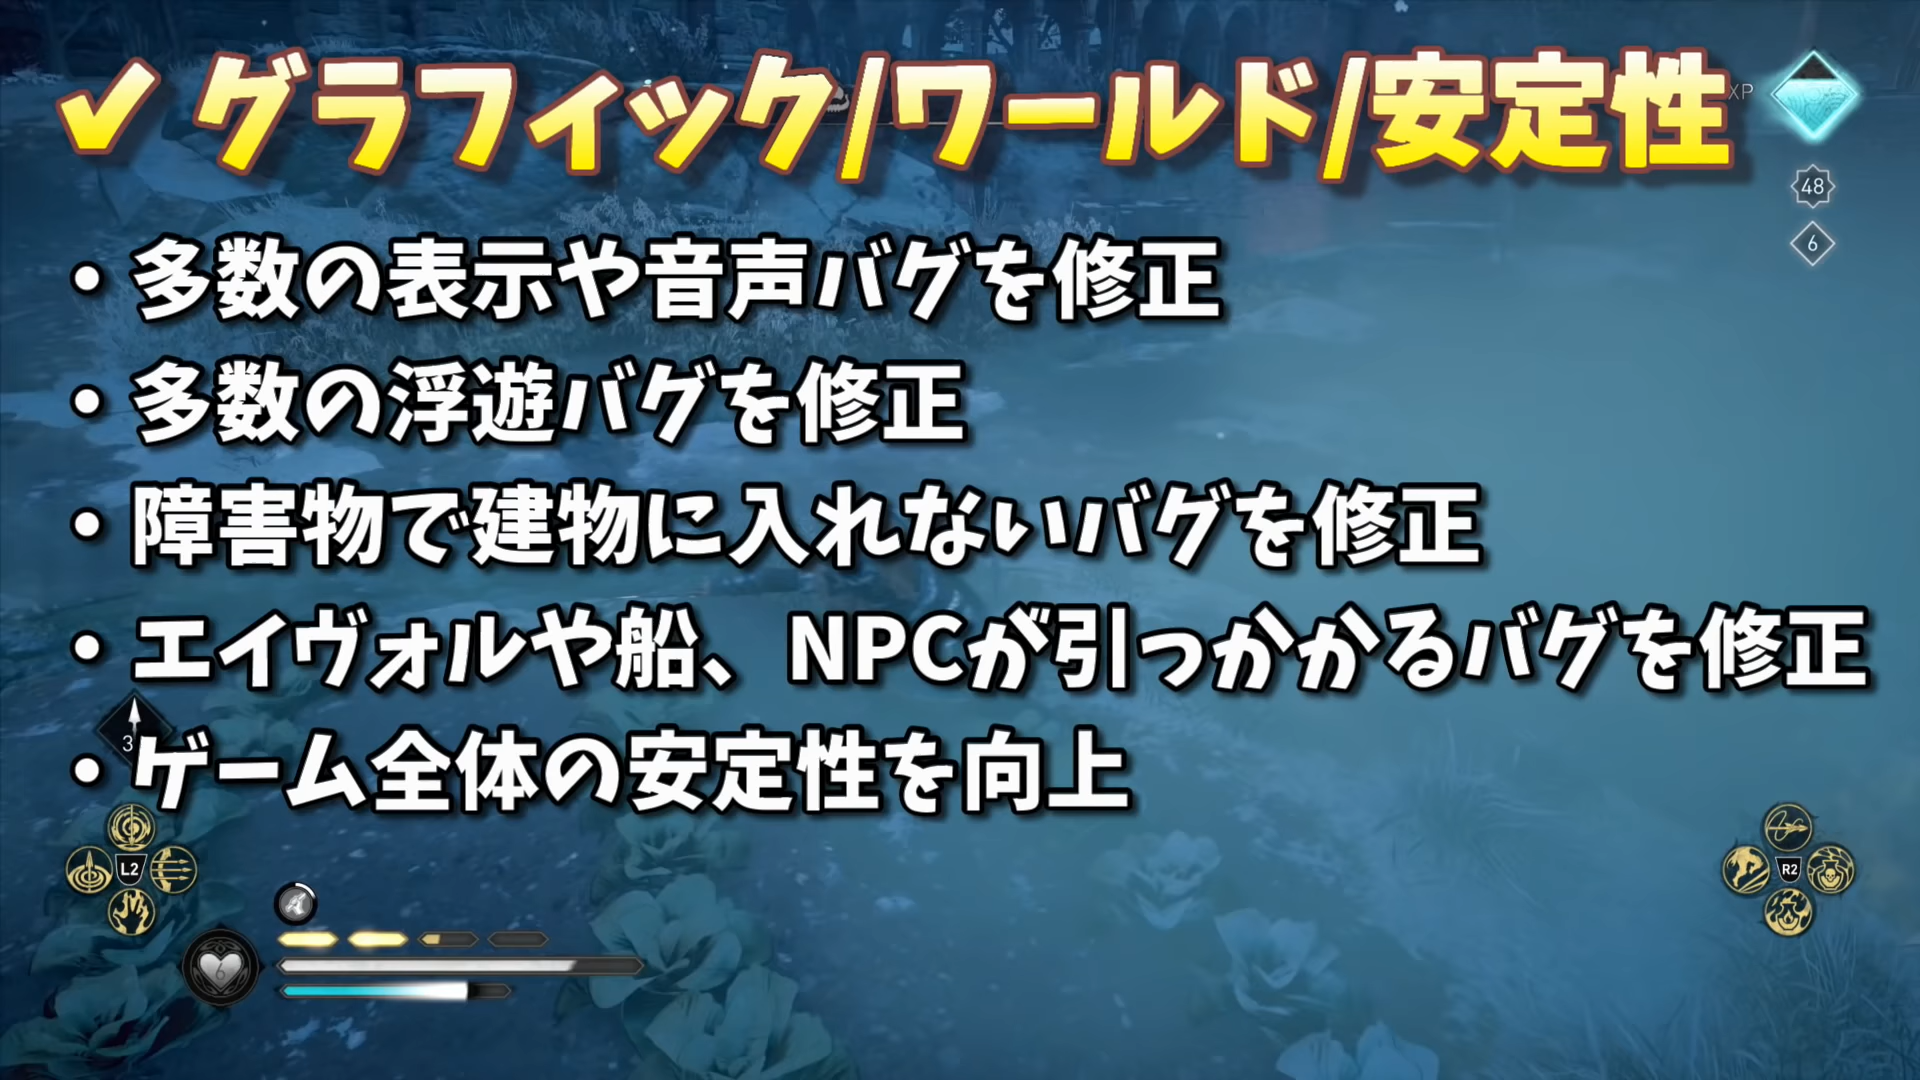 ✓グラフィック/ワールド/安定性
XP
48
6
・多数の表示や音声バグを修正
・多数の浮遊バグを修正
・障害物で建物に入れないバグを修正
・エイヴォルや船、NPCが引っかかるバグを修正
3
・ゲーム全体の安定性を向上
L2
R2
6